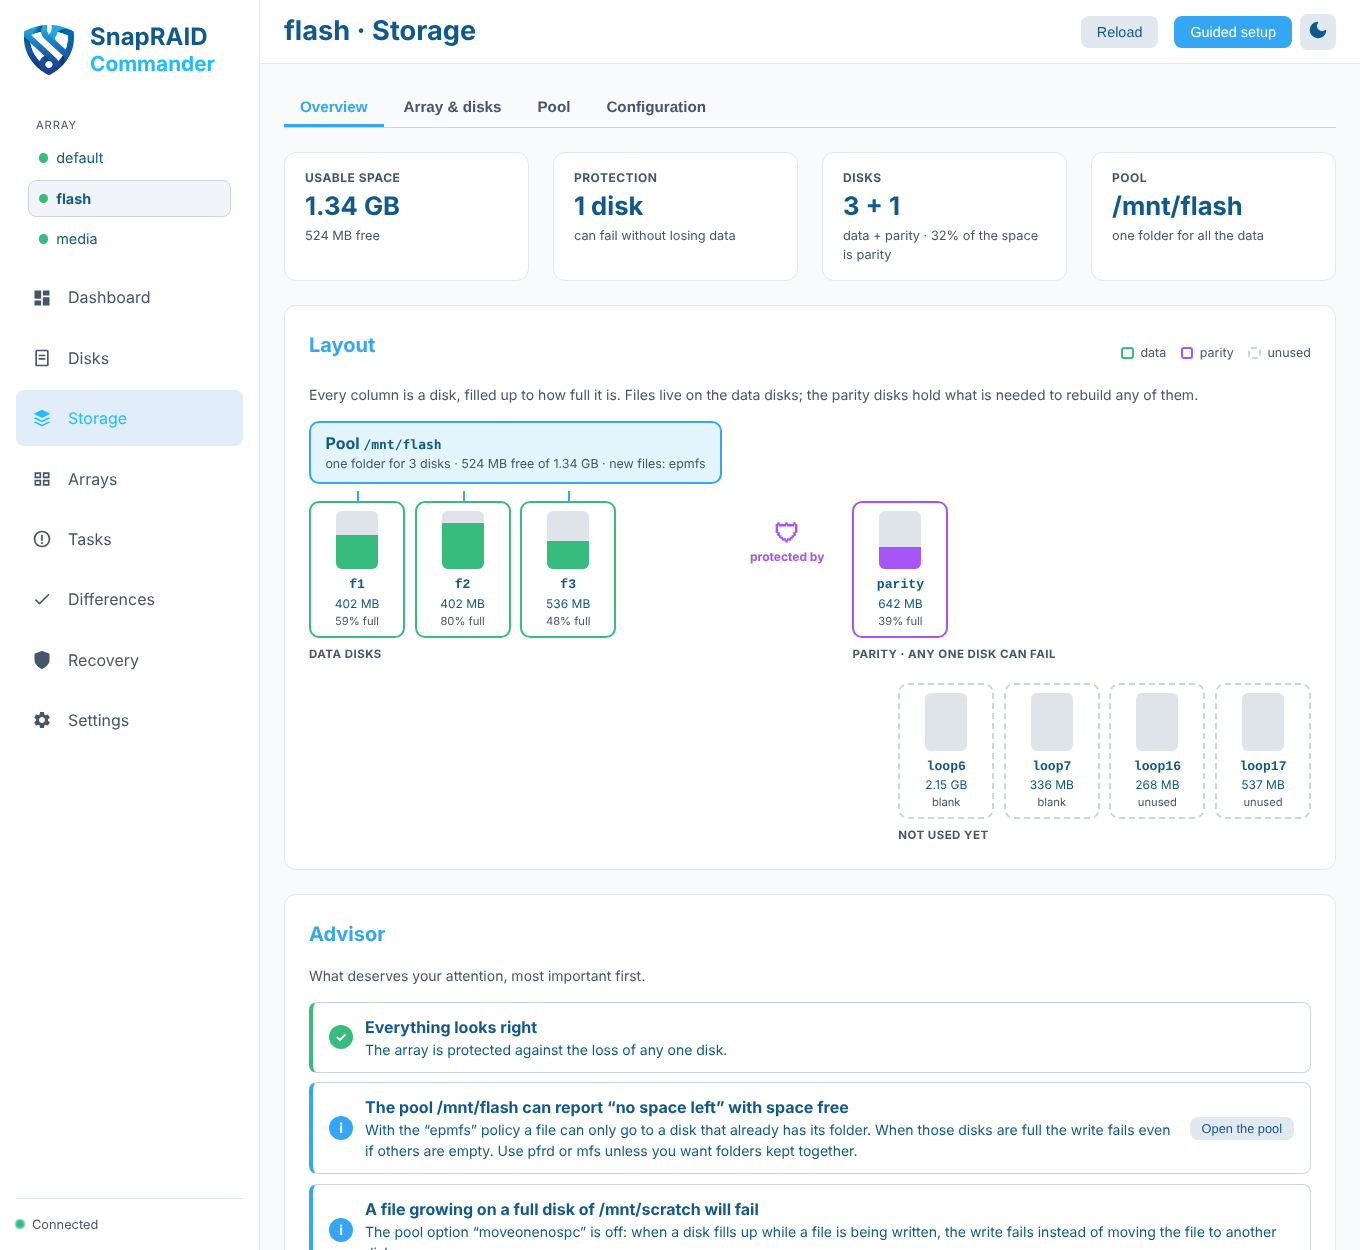 SnapRAID
Commander
ARRAY
default
flash
media
Dashboard
Disks
Storage
Arrays
Tasks
Differences
Recovery
Settings
Connected
flash · Storage
Reload
Guided setup
Overview
Array & disks
Pool
Configuration
USABLE SPACE
1.34 GB
524 MB free
PROTECTION
1 disk
can fail without losing data
DISKS
3 + 1
data + parity · 32% of the space
is parity
POOL
/mnt/flash
one folder for all the data
Layout
data
parity
unused
Every column is a disk, filled up to how full it is. Files live on the data disks; the parity disks hold what is needed to rebuild any of them.
Pool /mnt/flash
one folder for 3 disks · 524 MB free of 1.34 GB · new files: epmfs
f1
402 MB
59% full
f2
402 MB
80% full
f3
536 MB
48% full
DATA DISKS
protected by
parity
642 MB
39% full
PARITY · ANY ONE DISK CAN FAIL
loop6
2.15 GB
blank
loop7
336 MB
blank
loop16
268 MB
unused
loop17
537 MB
unused
NOT USED YET
Advisor
What deserves your attention, most important first.
Everything looks right
The array is protected against the loss of any one disk.
The pool /mnt/flash can report “no space left” with space free
With the “epmfs” policy a file can only go to a disk that already has its folder. When those disks are full the write fails even
if others are empty. Use pfrd or mfs unless you want folders kept together.
Open the pool
A file growing on a full disk of /mnt/scratch will fail
The pool option “moveonenospc” is off: when a disk fills up while a file is being written, the write fails instead of moving the file to another